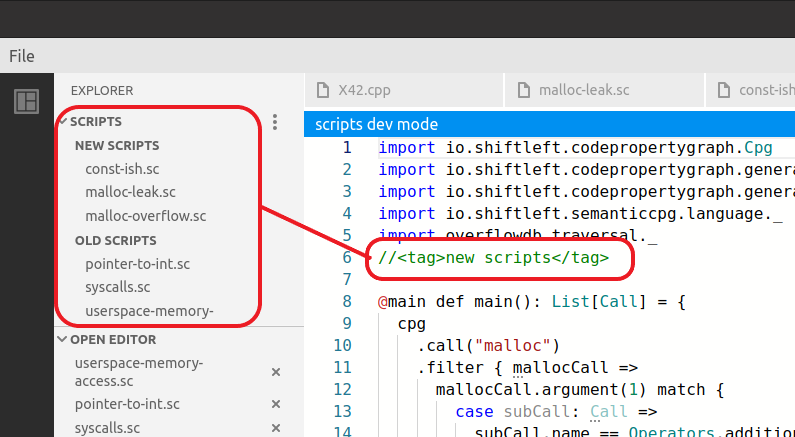 File
EXPLORER
SCRIPTS
NEW SCRIPTS
const-ish.sc
malloc-leak.sc
malloc-overflow.sc
OLD SCRIPTS
pointer-to-int.sc
syscalls.sc
userspace-memory-
OPEN EDITOR
userspace-memory-
access.sc
pointer-to-int.sc
syscalls.sc
X42.cpp
malloc-leak.sc
const-ish
scripts dev mode
1 import io.shiftleft.codepropertygraph.Cpg
2 import io.shiftleft.codepropertygraph.genera
3 import io.shiftleft.codepropertygraph.genera
4 import io.shiftleft.semanticcpg.language._
5 import overflowdb.traversal._
6 //<tag>new scripts</tag>
7
8 @main def main(): List[Call] = {
9 cpg
10 .call("malloc")
11 .filter { mallocCall =>
12 mallocCall.argument(1) match {
13 case subCall: Call =>
14 subCall.name == Operators.addition